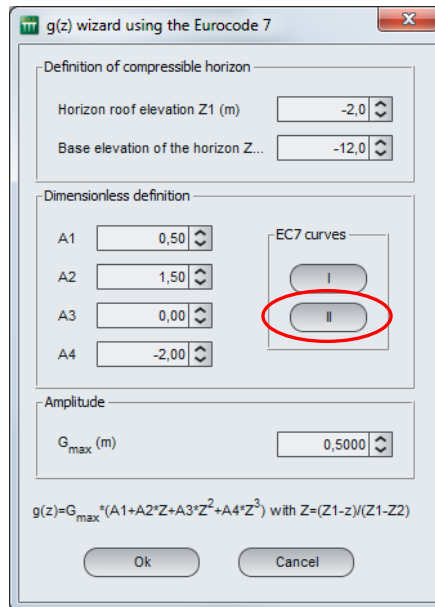 g(z) wizard using the Eurocode 7
Definition of compressible horizon
Horizon roof elevation Z1 (m) -2,0
Base elevation of the horizon Z... -12,0
Dimensionless definition
A1 0,50
EC7 curves
A2 1,50
I
A3 0,00
II
A4 -2,00
Amplitude
Gmax (m) 0,5000
g(z)=Gmax*(A1+A2*Z+A3*Z²+A4*Z³) with Z=(Z1-z)/(Z1-Z2)
Ok Cancel